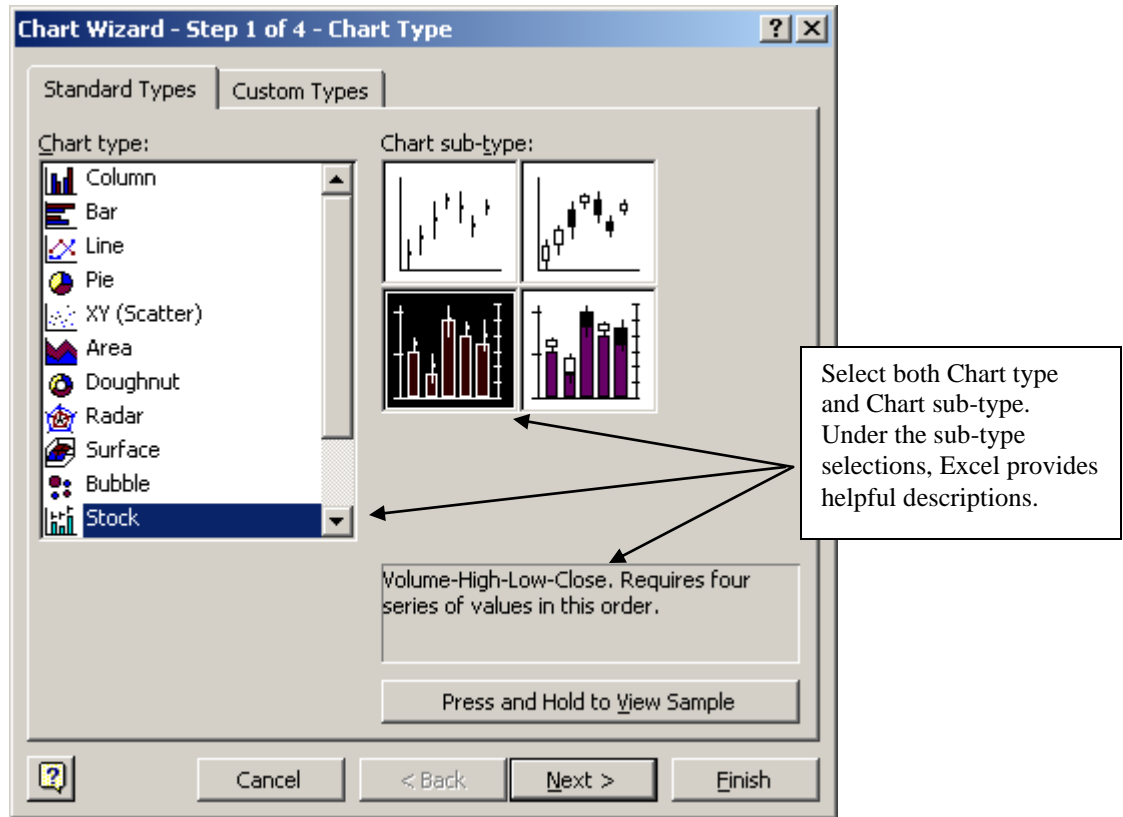 Chart Wizard - Step 1 of 4 - Chart Type
?
Standard Types
Custom Types
Chart type:
Column
Bar
Line
Pie
XY (Scatter)
Area
Doughnut
Radar
Surface
Bubble
Stock
Chart sub-type:
Volume-High-Low-Close. Requires four
series of values in this order.
Press and Hold to View Sample
Select both Chart type
and Chart sub-type.
Under the sub-type
selections, Excel provides
helpful descriptions.
?
Cancel
< Back
Next >
Finish